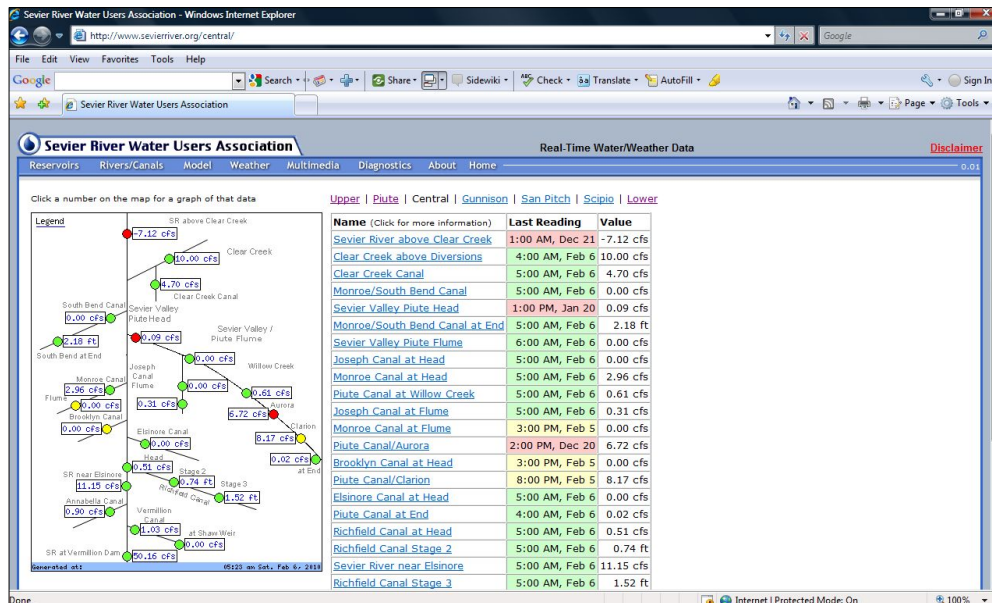 Sevier River Water Users Association - Windows Internet Explorer
http://www.sevierriver.org/central/
Google
File Edit View Favorites Tools Help
Google Search Share Sidewiki Check Translate AutoFill Sign In
Sevier River Water Users Association
Page Tools
Sevier River Water Users Association
Real-Time Water/Weather Data
Disclaimer
Reservoirs Rivers/Canals Model Weather Multimedia Diagnostics About Home
0.01
Click a number on the map for a graph of that data
Legend
SR above Clear Creek
-7.12 cfs
Clear Creek
10.00 cfs
4.70 cfs
Clear Creek Canal
South Bend Canal
0.00 cfs
Sevier Valley
Piute Head
2.18 ft
South Bend at End
0.09 cfs
Sevier Valley /
Piute Flume
0.00 cfs
Willow Creek
Joseph
Canal
Flume
0.00 cfs
0.31 cfs
0.61 cfs
Monroe Canal
2.96 cfs
Flume
0.00 cfs
Aurora
6.72 cfs
Brooklyn Canal
0.00 cfs
Clarion
8.17 cfs
Elsinore Canal
0.00 cfs
0.02 cfs
at End
Head
0.51 cfs
SR near Elsinore
11.15 cfs
Stage 2
0.74 ft
Stage 3
1.52 ft
Richfield Canal
Annabella Canal
0.90 cfs
Vermillion
Canal
1.03 cfs
at Shaw Weir
0.00 cfs
SR at Vermillion Dam
50.16 cfs
Generated at: 05:23 am Sat. Feb 6, 2010
Upper | Piute | Central | Gunnison | San Pitch | Scipio | Lower
Name (Click for more information) Last Reading Value
Sevier River above Clear Creek 1:00 AM, Dec 21 -7.12 cfs
Clear Creek above Diversions 4:00 AM, Feb 6 10.00 cfs
Clear Creek Canal 5:00 AM, Feb 6 4.70 cfs
Monroe/South Bend Canal 5:00 AM, Feb 6 0.00 cfs
Sevier Valley Piute Head 1:00 PM, Jan 20 0.09 cfs
Monroe/South Bend Canal at End 5:00 AM, Feb 6 2.18 ft
Sevier Valley Piute Flume 6:00 AM, Feb 6 0.00 cfs
Joseph Canal at Head 5:00 AM, Feb 6 0.00 cfs
Monroe Canal at Head 5:00 AM, Feb 6 2.96 cfs
Piute Canal at Willow Creek 5:00 AM, Feb 6 0.61 cfs
Joseph Canal at Flume 5:00 AM, Feb 6 0.31 cfs
Monroe Canal at Flume 3:00 PM, Feb 5 0.00 cfs
Piute Canal/Aurora 2:00 PM, Dec 20 6.72 cfs
Brooklyn Canal at Head 3:00 PM, Feb 5 0.00 cfs
Piute Canal/Clarion 8:00 PM, Feb 5 8.17 cfs
Elsinore Canal at Head 5:00 AM, Feb 6 0.00 cfs
Piute Canal at End 4:00 AM, Feb 6 0.02 cfs
Richfield Canal at Head 5:00 AM, Feb 6 0.51 cfs
Richfield Canal Stage 2 5:00 AM, Feb 6 0.74 ft
Sevier River near Elsinore 5:00 AM, Feb 6 11.15 cfs
Richfield Canal Stage 3 5:00 AM, Feb 6 1.52 ft
Done
Internet | Protected Mode: On
100%